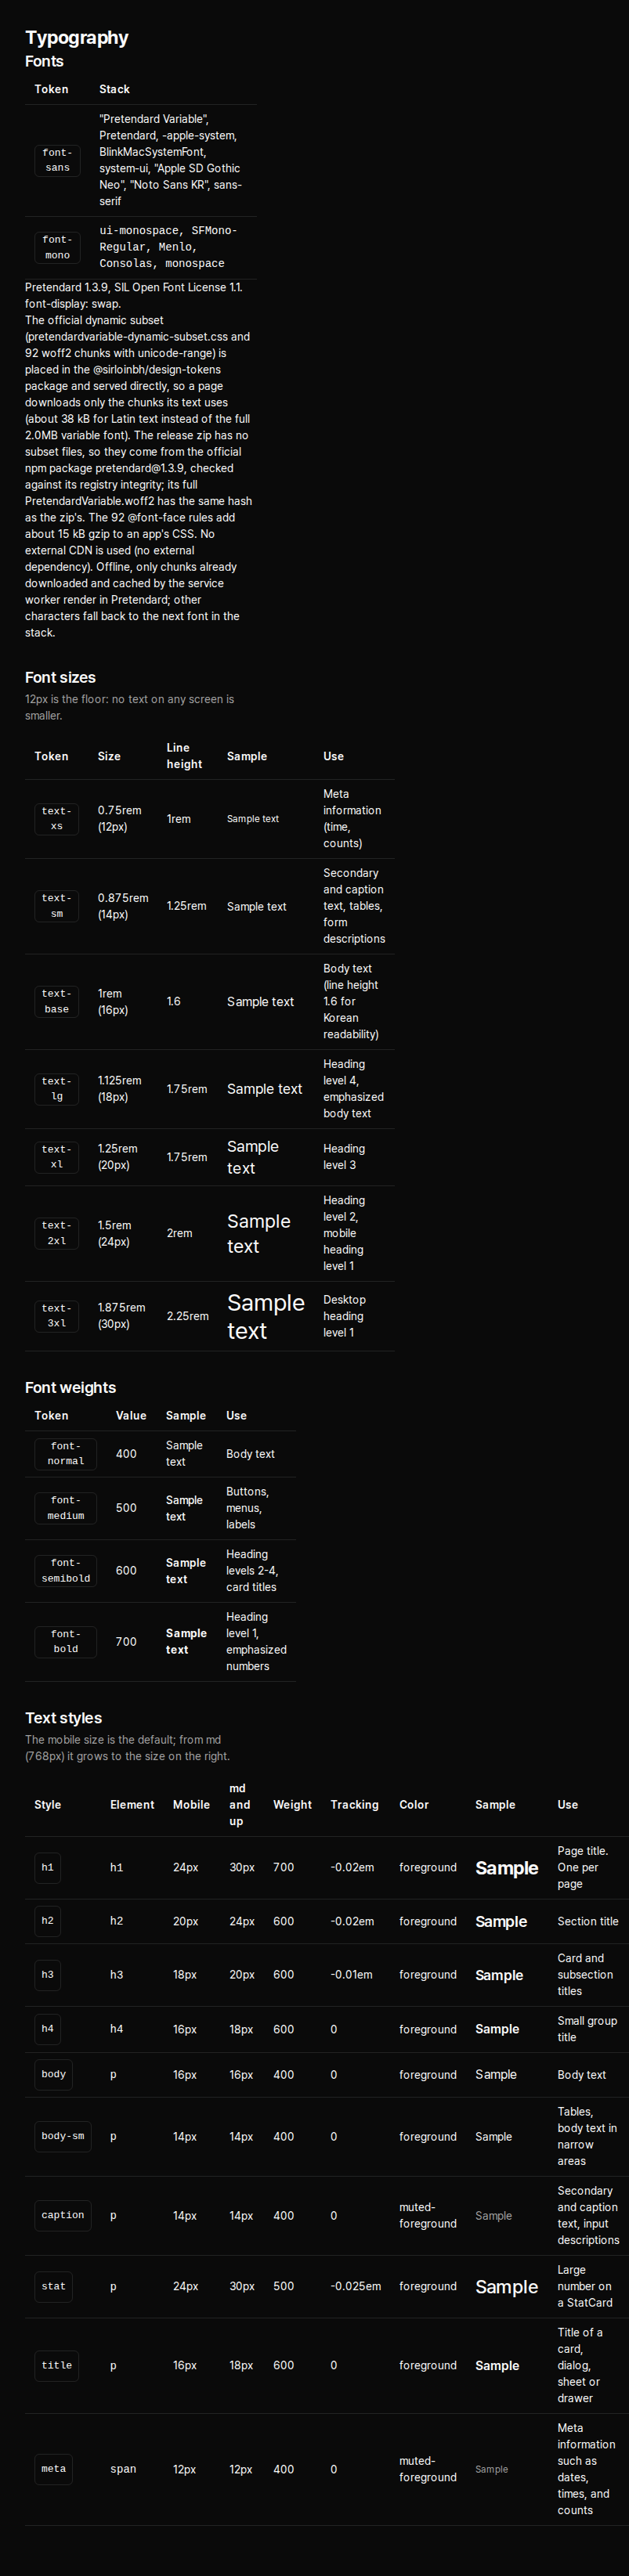 Typography
Fonts
Token Stack
font-
sans
"Pretendard Variable",
Pretendard, -apple-system,
BlinkMacSystemFont,
system-ui, "Apple SD Gothic
Neo", "Noto Sans KR", sans-
serif
font-
mono
ui-monospace, SFMono-
Regular, Menlo,
Consolas, monospace
Pretendard 1.3.9, SIL Open Font License 1.1.
font-display: swap.
The official dynamic subset
(pretendardvariable-dynamic-subset.css and
92 woff2 chunks with unicode-range) is
placed in the @sirloinbh/design-tokens
package and served directly, so a page
downloads only the chunks its text uses
(about 38 kB for Latin text instead of the full
2.0MB variable font). The release zip has no
subset files, so they come from the official
npm package pretendard@1.3.9, checked
against its registry integrity; its full
PretendardVariable.woff2 has the same hash
as the zip's. The 92 @font-face rules add
about 15 kB gzip to an app's CSS. No
external CDN is used (no external
dependency). Offline, only chunks already
downloaded and cached by the service
worker render in Pretendard; other
characters fall back to the next font in the
stack.
Font sizes
12px is the floor: no text on any screen is
smaller.
Token Size Line height Sample Use
text-
xs
0.75rem
(12px)
1rem
Sample text
Meta
information
(time,
counts)
text-
sm
0.875rem
(14px)
1.25rem
Sample text
Secondary
and caption
text, tables,
form
descriptions
text-
base
1rem
(16px)
1.6
Sample text
Body text
(line height
1.6 for
Korean
readability)
text-
lg
1.125rem
(18px)
1.75rem
Sample text
Heading
level 4,
emphasized
body text
text-
xl
1.25rem
(20px)
1.75rem
Sample
text
Heading
level 3
text-
2xl
1.5rem
(24px)
2rem
Sample
text
Heading
level 2,
mobile
heading
level 1
text-
3xl
1.875rem
(30px)
2.25rem
Sample
text
Desktop
heading
level 1
Font weights
Token Value Sample Use
font-
normal
400
Sample
text
Body text
font-
medium
500
Sample
text
Buttons,
menus,
labels
font-
semibold
600
Sample
text
Heading
levels 2-4,
card titles
font-
bold
700
Sample
text
Heading
level 1,
emphasized
numbers
Text styles
The mobile size is the default; from md
(768px) it grows to the size on the right.
Style Element Mobile md and up Weight Tracking Color Sample Use
h1 h1 24px 30px 700 -0.02em foreground Sample
Page title.
One per
page
h2 h2 20px 24px 600 -0.02em foreground Sample Section title
h3 h3 18px 20px 600 -0.01em foreground Sample
Card and
subsection
titles
h4 h4 16px 18px 600 0 foreground Sample
Small group
title
body p 16px 16px 400 0 foreground Sample Body text
body-sm p 14px 14px 400 0 foreground Sample
Tables,
body text in
narrow
areas
caption p 14px 14px 400 0
muted-
foreground
Sample
Secondary
and caption
text, input
descriptions
stat p 24px 30px 500 -0.025em foreground Sample
Large
number on
a StatCard
title p 16px 18px 600 0 foreground Sample
Title of a
card,
dialog,
sheet or
drawer
meta span 12px 12px 400 0
muted-
foreground
Sample
Meta
information
such as
dates,
times, and
counts